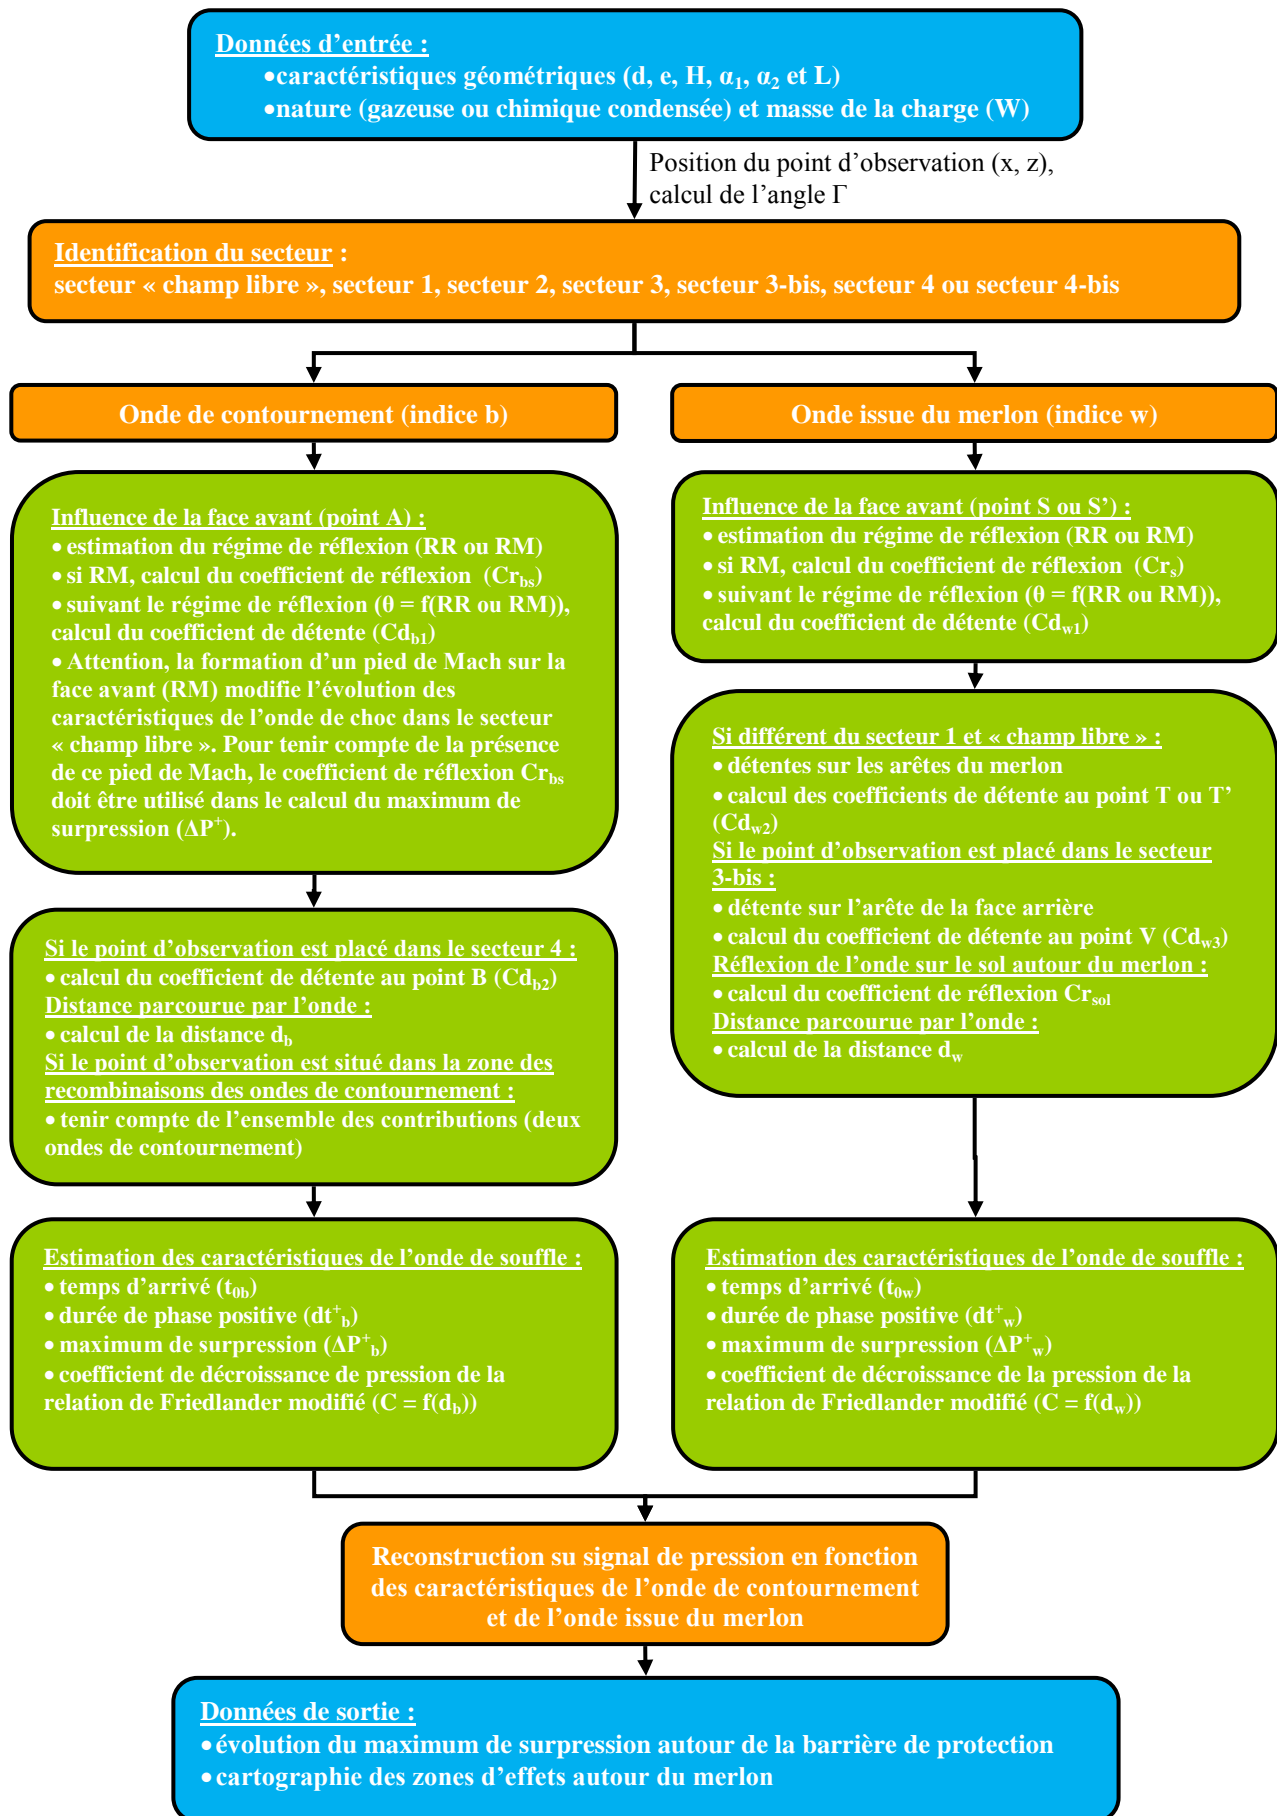 Données d'entrée :
•caractéristiques géométriques (d, e, H, α₁, α₂ et L)
•nature (gazeuse ou chimique condensée) et masse de la charge (W)
Position du point d'observation (x, z),
calcul de l'angle Γ
Identification du secteur :
secteur « champ libre », secteur 1, secteur 2, secteur 3, secteur 3-bis, secteur 4 ou secteur 4-bis
Onde de contournement (indice b)
Influence de la face avant (point A) :
• estimation du régime de réflexion (RR ou RM)
• si RM, calcul du coefficient de réflexion (Cr_bs)
• suivant le régime de réflexion (θ = f(RR ou RM)),
calcul du coefficient de détente (Cd_b1)
• Attention, la formation d'un pied de Mach sur la
face avant (RM) modifie l'évolution des
caractéristiques de l'onde de choc dans le secteur
« champ libre ». Pour tenir compte de la présence
de ce pied de Mach, le coefficient de réflexion Cr_bs
doit être utilisé dans le calcul du maximum de
surpression (ΔP⁺).
Si le point d'observation est placé dans le secteur 4 :
• calcul du coefficient de détente au point B (Cd_b2)
Distance parcourue par l'onde :
• calcul de la distance d_b
Si le point d'observation est situé dans la zone des
recombinaisons des ondes de contournement :
• tenir compte de l'ensemble des contributions (deux
ondes de contournement)
Estimation des caractéristiques de l'onde de souffle :
• temps d'arrivé (t_0b)
• durée de phase positive (dt⁺_b)
• maximum de surpression (ΔP⁺_b)
• coefficient de décroissance de pression de la
relation de Friedlander modifié (C = f(d_b))
Onde issue du merlon (indice w)
Influence de la face avant (point S ou S') :
• estimation du régime de réflexion (RR ou RM)
• si RM, calcul du coefficient de réflexion (Cr_s)
• suivant le régime de réflexion (θ = f(RR ou RM)),
calcul du coefficient de détente (Cd_w1)
Si différent du secteur 1 et « champ libre » :
• détentes sur les arêtes du merlon
• calcul des coefficients de détente au point T ou T'
(Cd_w2)
Si le point d'observation est placé dans le secteur
3-bis :
• détente sur l'arête de la face arrière
• calcul du coefficient de détente au point V (Cd_w3)
Réflexion de l'onde sur le sol autour du merlon :
• calcul du coefficient de réflexion Cr_sol
Distance parcourue par l'onde :
• calcul de la distance d_w
Estimation des caractéristiques de l'onde de souffle :
• temps d'arrivé (t_0w)
• durée de phase positive (dt⁺_w)
• maximum de surpression (ΔP⁺_w)
• coefficient de décroissance de la pression de la
relation de Friedlander modifié (C = f(d_w))
Reconstruction su signal de pression en fonction
des caractéristiques de l'onde de contournement
et de l'onde issue du merlon
Données de sortie :
•évolution du maximum de surpression autour de la barrière de protection
•cartographie des zones d'effets autour du merlon